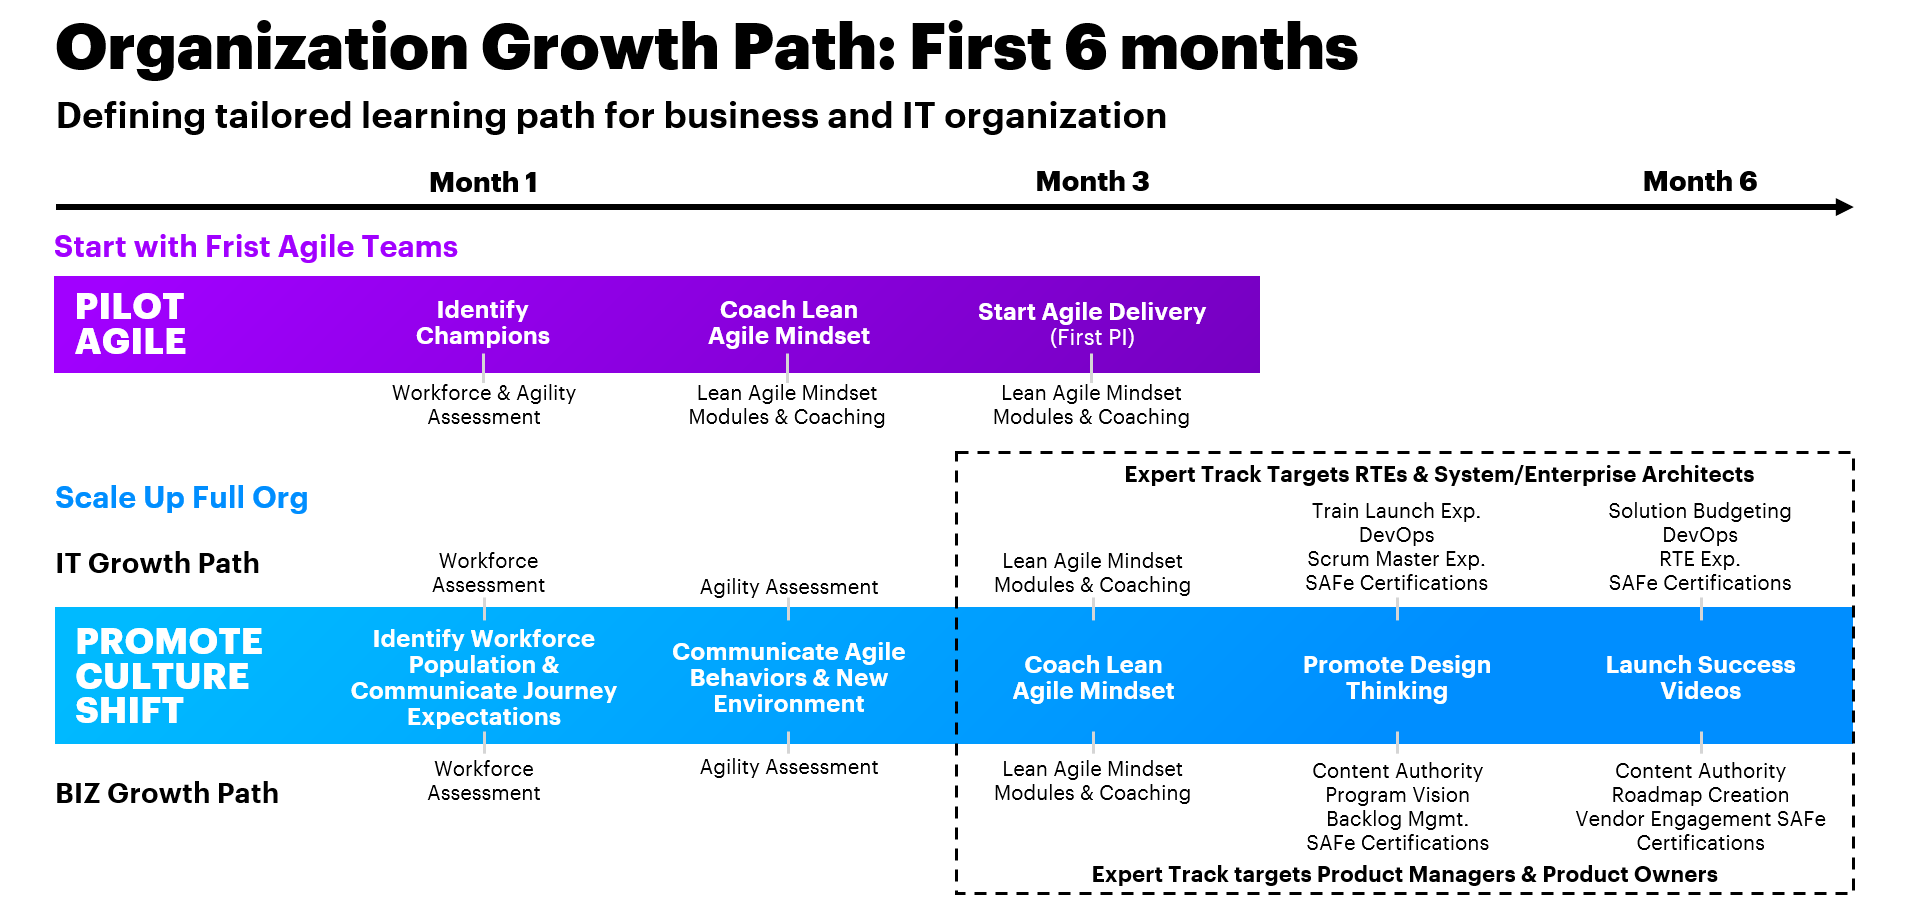 Organization Growth Path: First 6 months
Defining tailored learning path for business and IT organization
Month 1
Month 3
Month 6
Start with Frist Agile Teams
PILOT
AGILE
Identify
Champions
Coach Lean
Agile Mindset
Start Agile Delivery
(First PI)
Workforce & Agility
Assessment
Lean Agile Mindset
Modules & Coaching
Lean Agile Mindset
Modules & Coaching
Expert Track Targets RTEs & System/Enterprise Architects
Scale Up Full Org
IT Growth Path
Workforce
Assessment
Agility Assessment
Lean Agile Mindset
Modules & Coaching
Train Launch Exp.
DevOps
Scrum Master Exp.
SAFe Certifications
Solution Budgeting
DevOps
RTE Exp.
SAFe Certifications
PROMOTE
CULTURE
SHIFT
Identify Workforce
Population &
Communicate Journey
Expectations
Communicate Agile
Behaviors & New
Environment
Coach Lean
Agile Mindset
Promote Design
Thinking
Launch Success
Videos
BIZ Growth Path
Workforce
Assessment
Agility Assessment
Lean Agile Mindset
Modules & Coaching
Content Authority
Program Vision
Backlog Mgmt.
SAFe Certifications
Content Authority
Roadmap Creation
Vendor Engagement SAFe
Certifications
Expert Track targets Product Managers & Product Owners